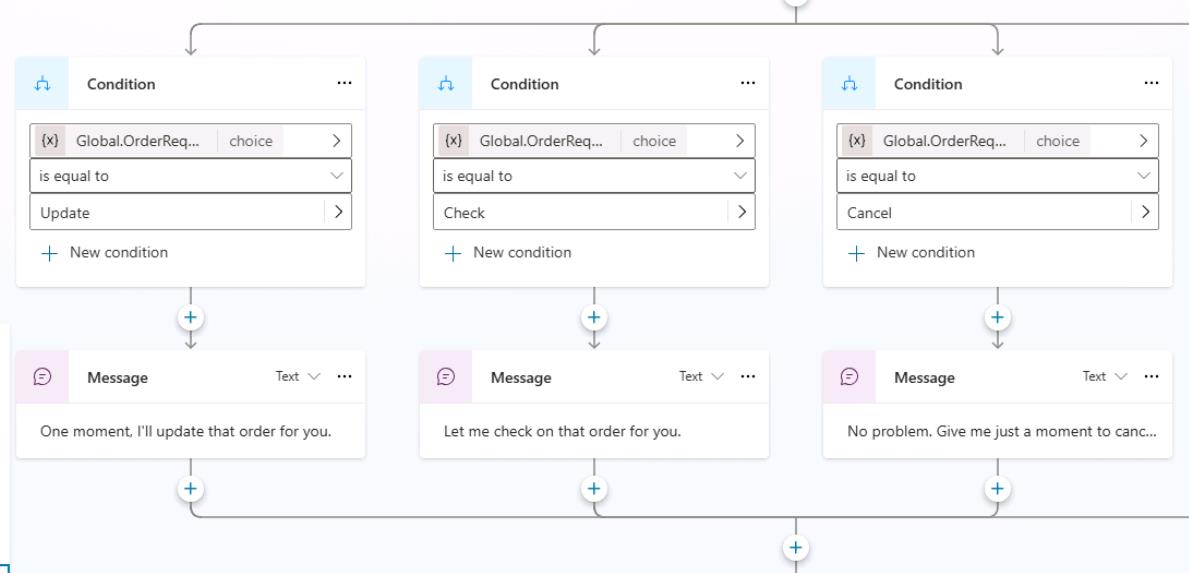 Condition ...
{x} Global.OrderReq... choice
is equal to
Update
+ New condition
Message Text ...
One moment, I'll update that order for you.
Condition ...
{x} Global.OrderReq... choice
is equal to
Check
+ New condition
Message Text ...
Let me check on that order for you.
Condition ...
{x} Global.OrderReq... choice
is equal to
Cancel
+ New condition
Message Text ...
No problem. Give me just a moment to canc...